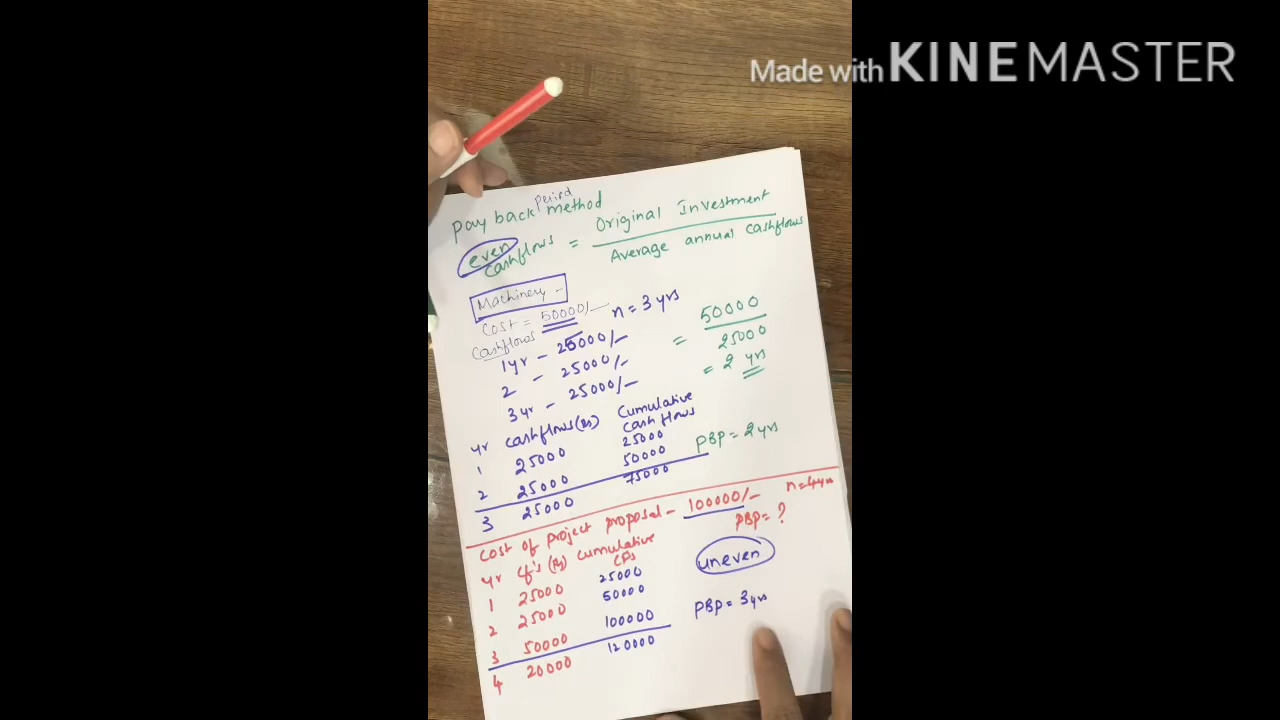 Made with KINEMASTER
pay back period method
even cashflows = Original Investment / Average annual cashflows
Machinery -
Cost = 50000/- n = 3 yrs
Cashflows
1yr - 25000/- = 50000 / 25000
2 - 25000/- = 2 yrs
3 yr - 25000/-
yr cashflows (Rs) Cumulative Cash flows
1 25000 25000 PBP = 2 yrs
2 25000 50000
3 25000 75000
Cost of project proposal - 100000/- n = 4 yrs
PBP = ?
yr CF's (Rs) Cumulative CFs
uneven
1 25000 25000
2 25000 50000
3 50000 100000 PBP = 3 yrs
4 20000 120000